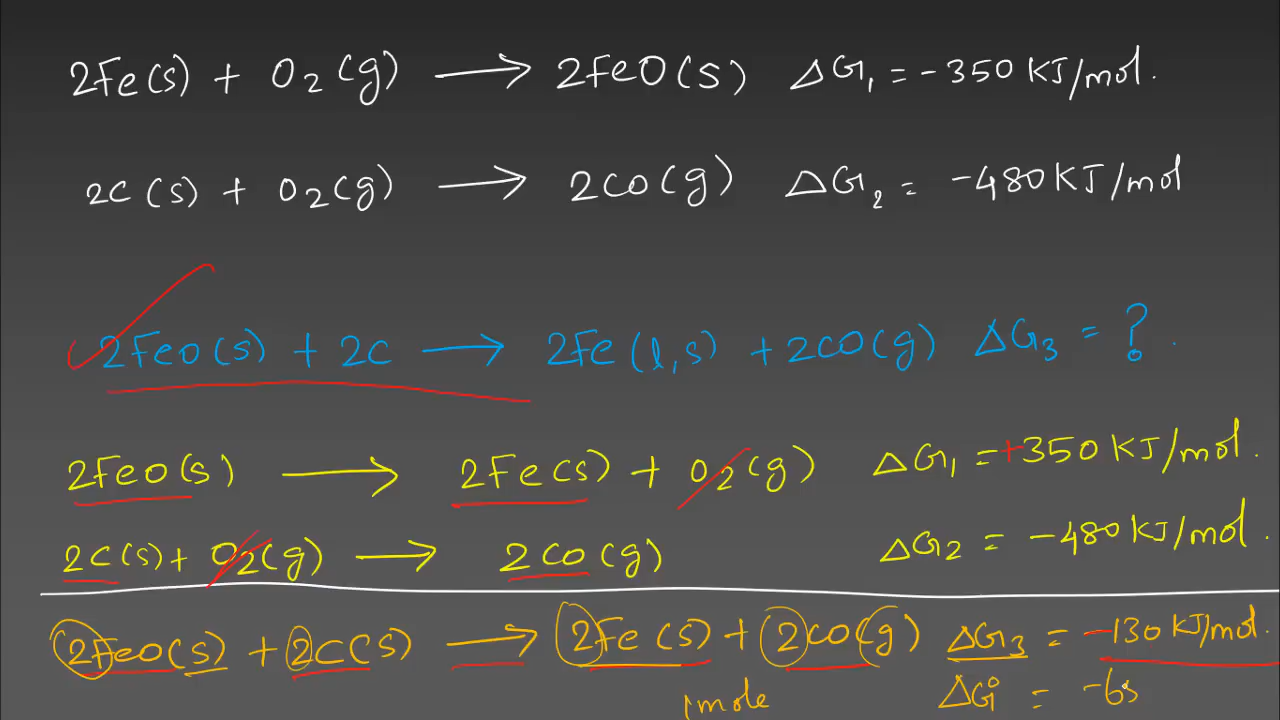 2Fe(s) + O2(g) → 2FeO(s) ΔG1 = -350 KJ/mol.
2C(s) + O2(g) → 2CO(g) ΔG2 = -480 KJ/mol
2FeO(s) + 2C → 2Fe(l,s) + 2CO(g) ΔG3 = ? .
2FeO(s) → 2Fe(s) + O2(g) ΔG1 = +350 KJ/mol.
2C(s) + O2(g) → 2CO(g) ΔG2 = -480 KJ/mol.
2FeO(s) + 2C(s) → 2Fe(s) + 2CO(g) ΔG3 = -130 KJ/mol.
1mole ΔG° = -65